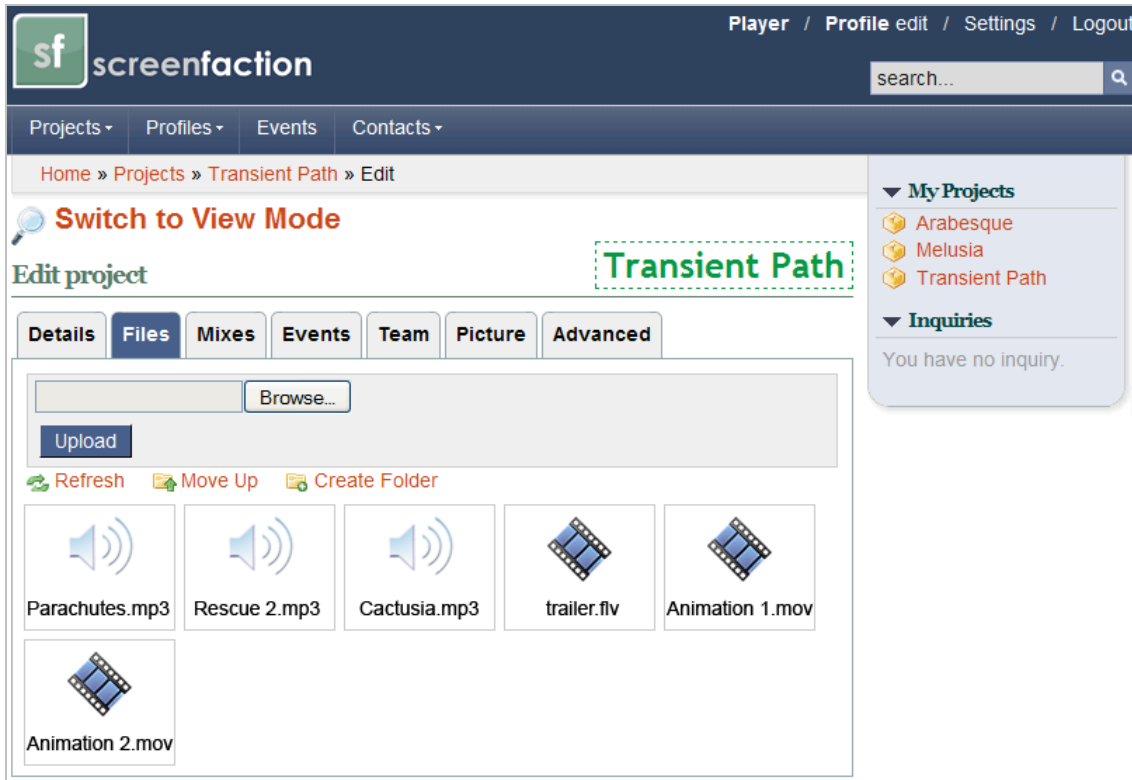 Player / Profile edit / Settings / Logout
sf screenfaction
search...
Projects Profiles Events Contacts
Home » Projects » Transient Path » Edit
Switch to View Mode
Edit project
Transient Path
Details Files Mixes Events Team Picture Advanced
Browse...
Upload
Refresh Move Up Create Folder
Parachutes.mp3 Rescue 2.mp3 Cactusia.mp3 trailer.flv Animation 1.mov
Animation 2.mov
My Projects
Arabesque
Melusia
Transient Path
Inquiries
You have no inquiry.